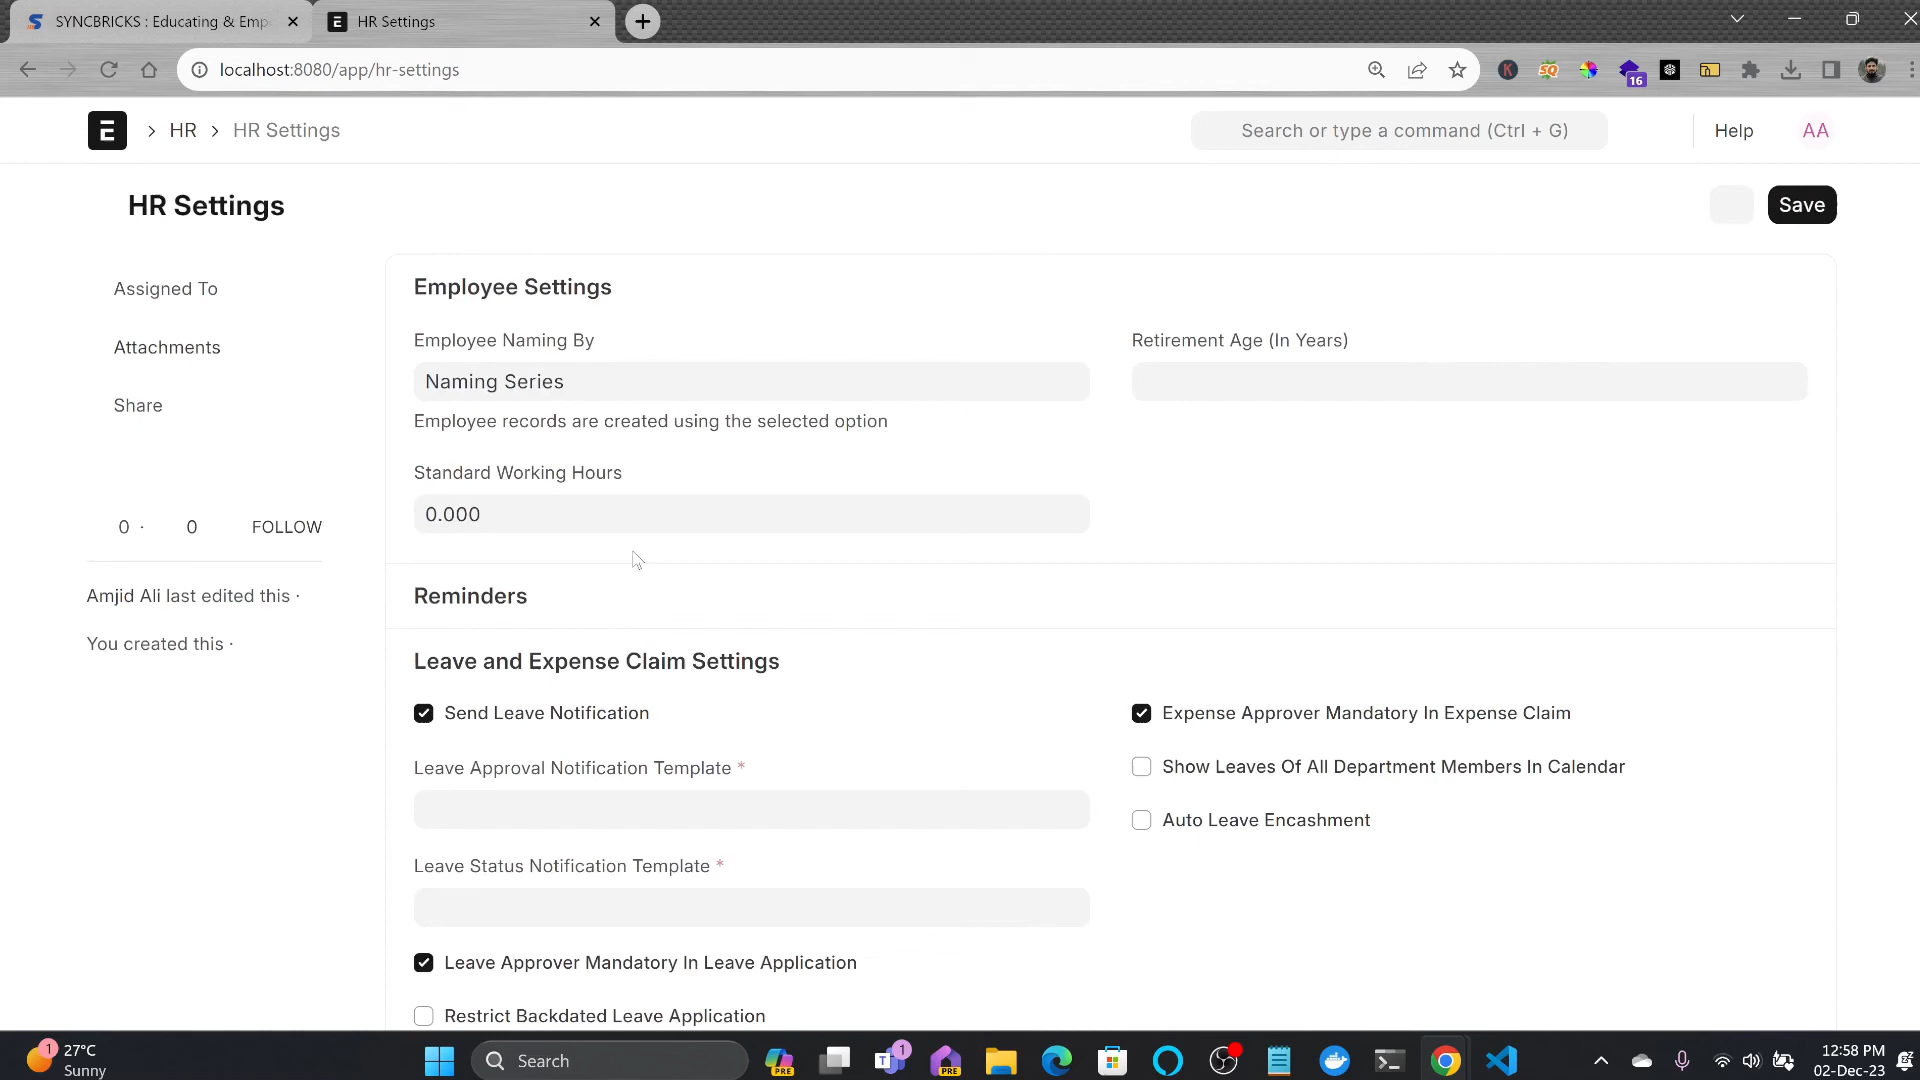 SYNCBRICKS : Educating & Emp
HR Settings
localhost:8080/app/hr-settings
16
E
HR
HR Settings
Search or type a command (Ctrl + G)
Help
AA
HR Settings
Save
Assigned To
Attachments
Share
0 · 0 FOLLOW
Amjid Ali last edited this ·
You created this ·
Employee Settings
Employee Naming By
Naming Series
Employee records are created using the selected option
Retirement Age (In Years)
Standard Working Hours
0.000
Reminders
Leave and Expense Claim Settings
Send Leave Notification
Expense Approver Mandatory In Expense Claim
Leave Approval Notification Template *
Show Leaves Of All Department Members In Calendar
Auto Leave Encashment
Leave Status Notification Template *
Leave Approver Mandatory In Leave Application
Restrict Backdated Leave Application
1
27°C
Sunny
Search
PRE
1
PRE
12:58 PM
02-Dec-23